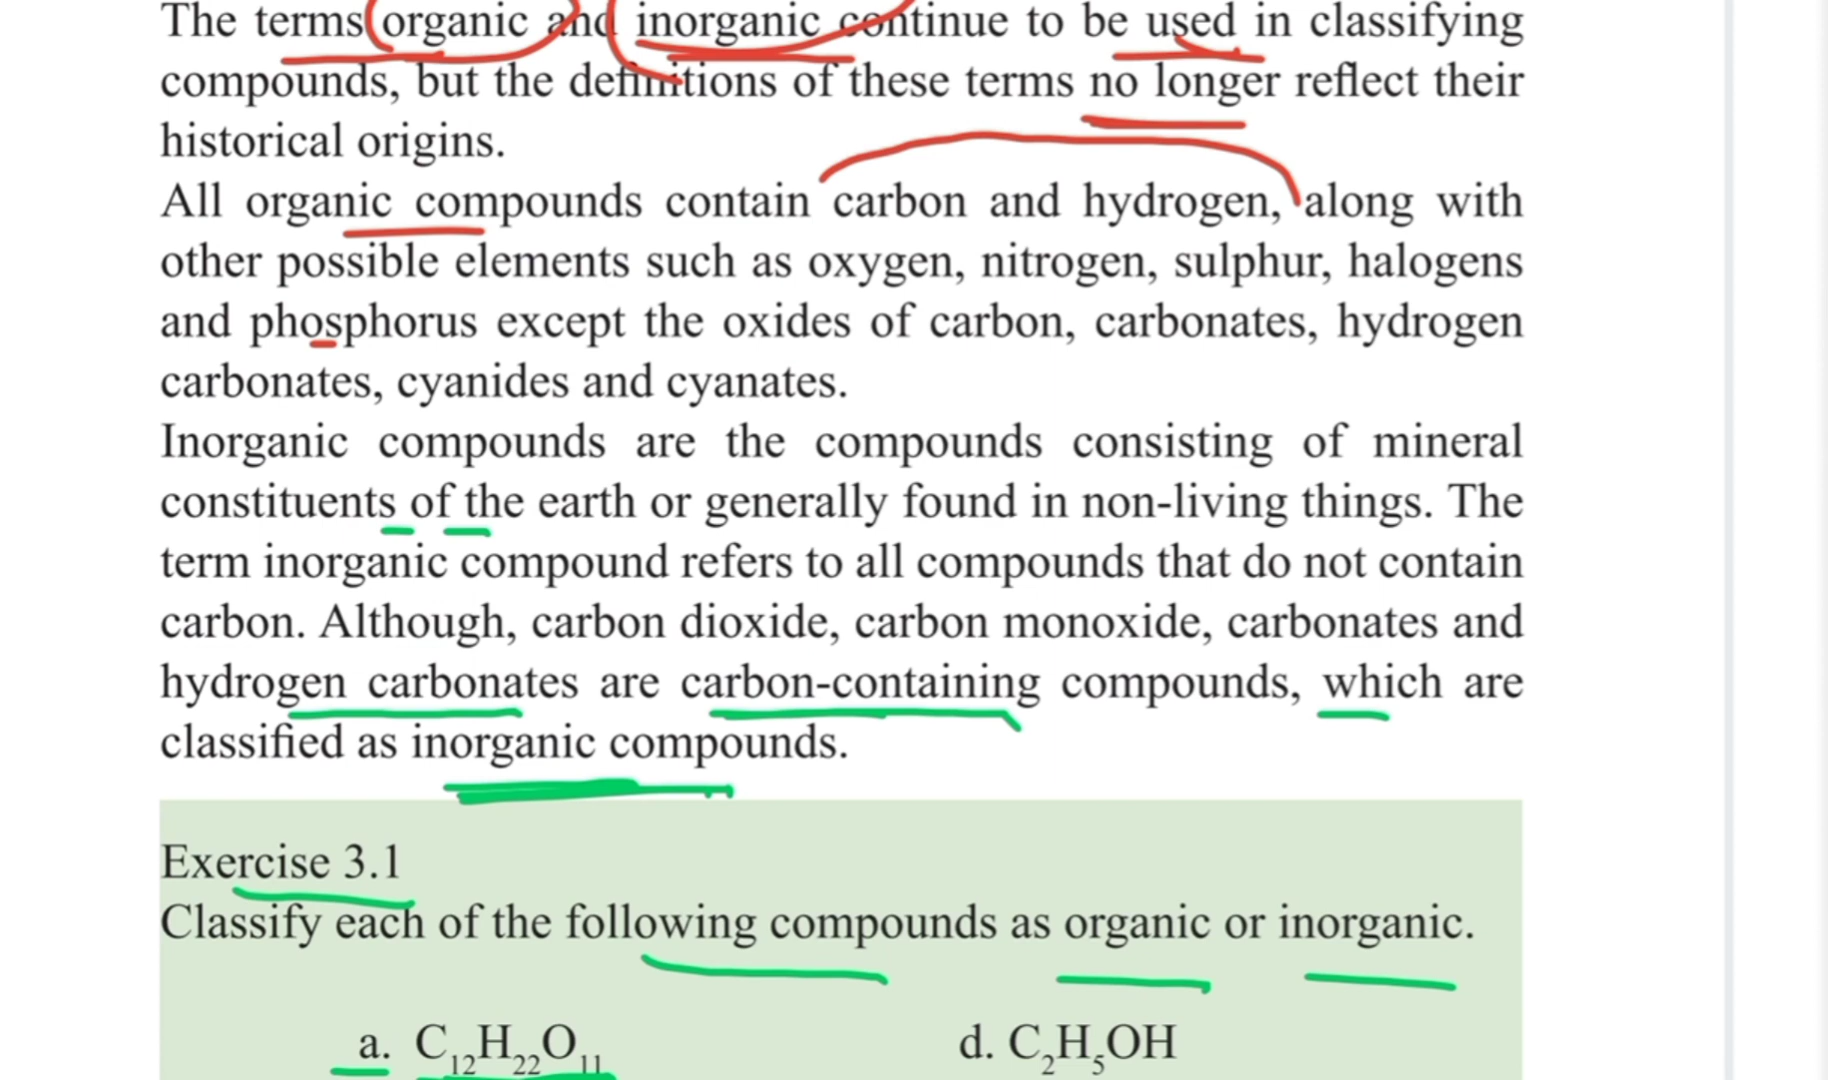 The terms organic and inorganic continue to be used in classifying
compounds, but the definitions of these terms no longer reflect their
historical origins.
All organic compounds contain carbon and hydrogen, along with
other possible elements such as oxygen, nitrogen, sulphur, halogens
and phosphorus except the oxides of carbon, carbonates, hydrogen
carbonates, cyanides and cyanates.
Inorganic compounds are the compounds consisting of mineral
constituents of the earth or generally found in non-living things. The
term inorganic compound refers to all compounds that do not contain
carbon. Although, carbon dioxide, carbon monoxide, carbonates and
hydrogen carbonates are carbon-containing compounds, which are
classified as inorganic compounds.
Exercise 3.1
Classify each of the following compounds as organic or inorganic.
a. C₁₂H₂₂O₁₁ d. C₂H₅OH